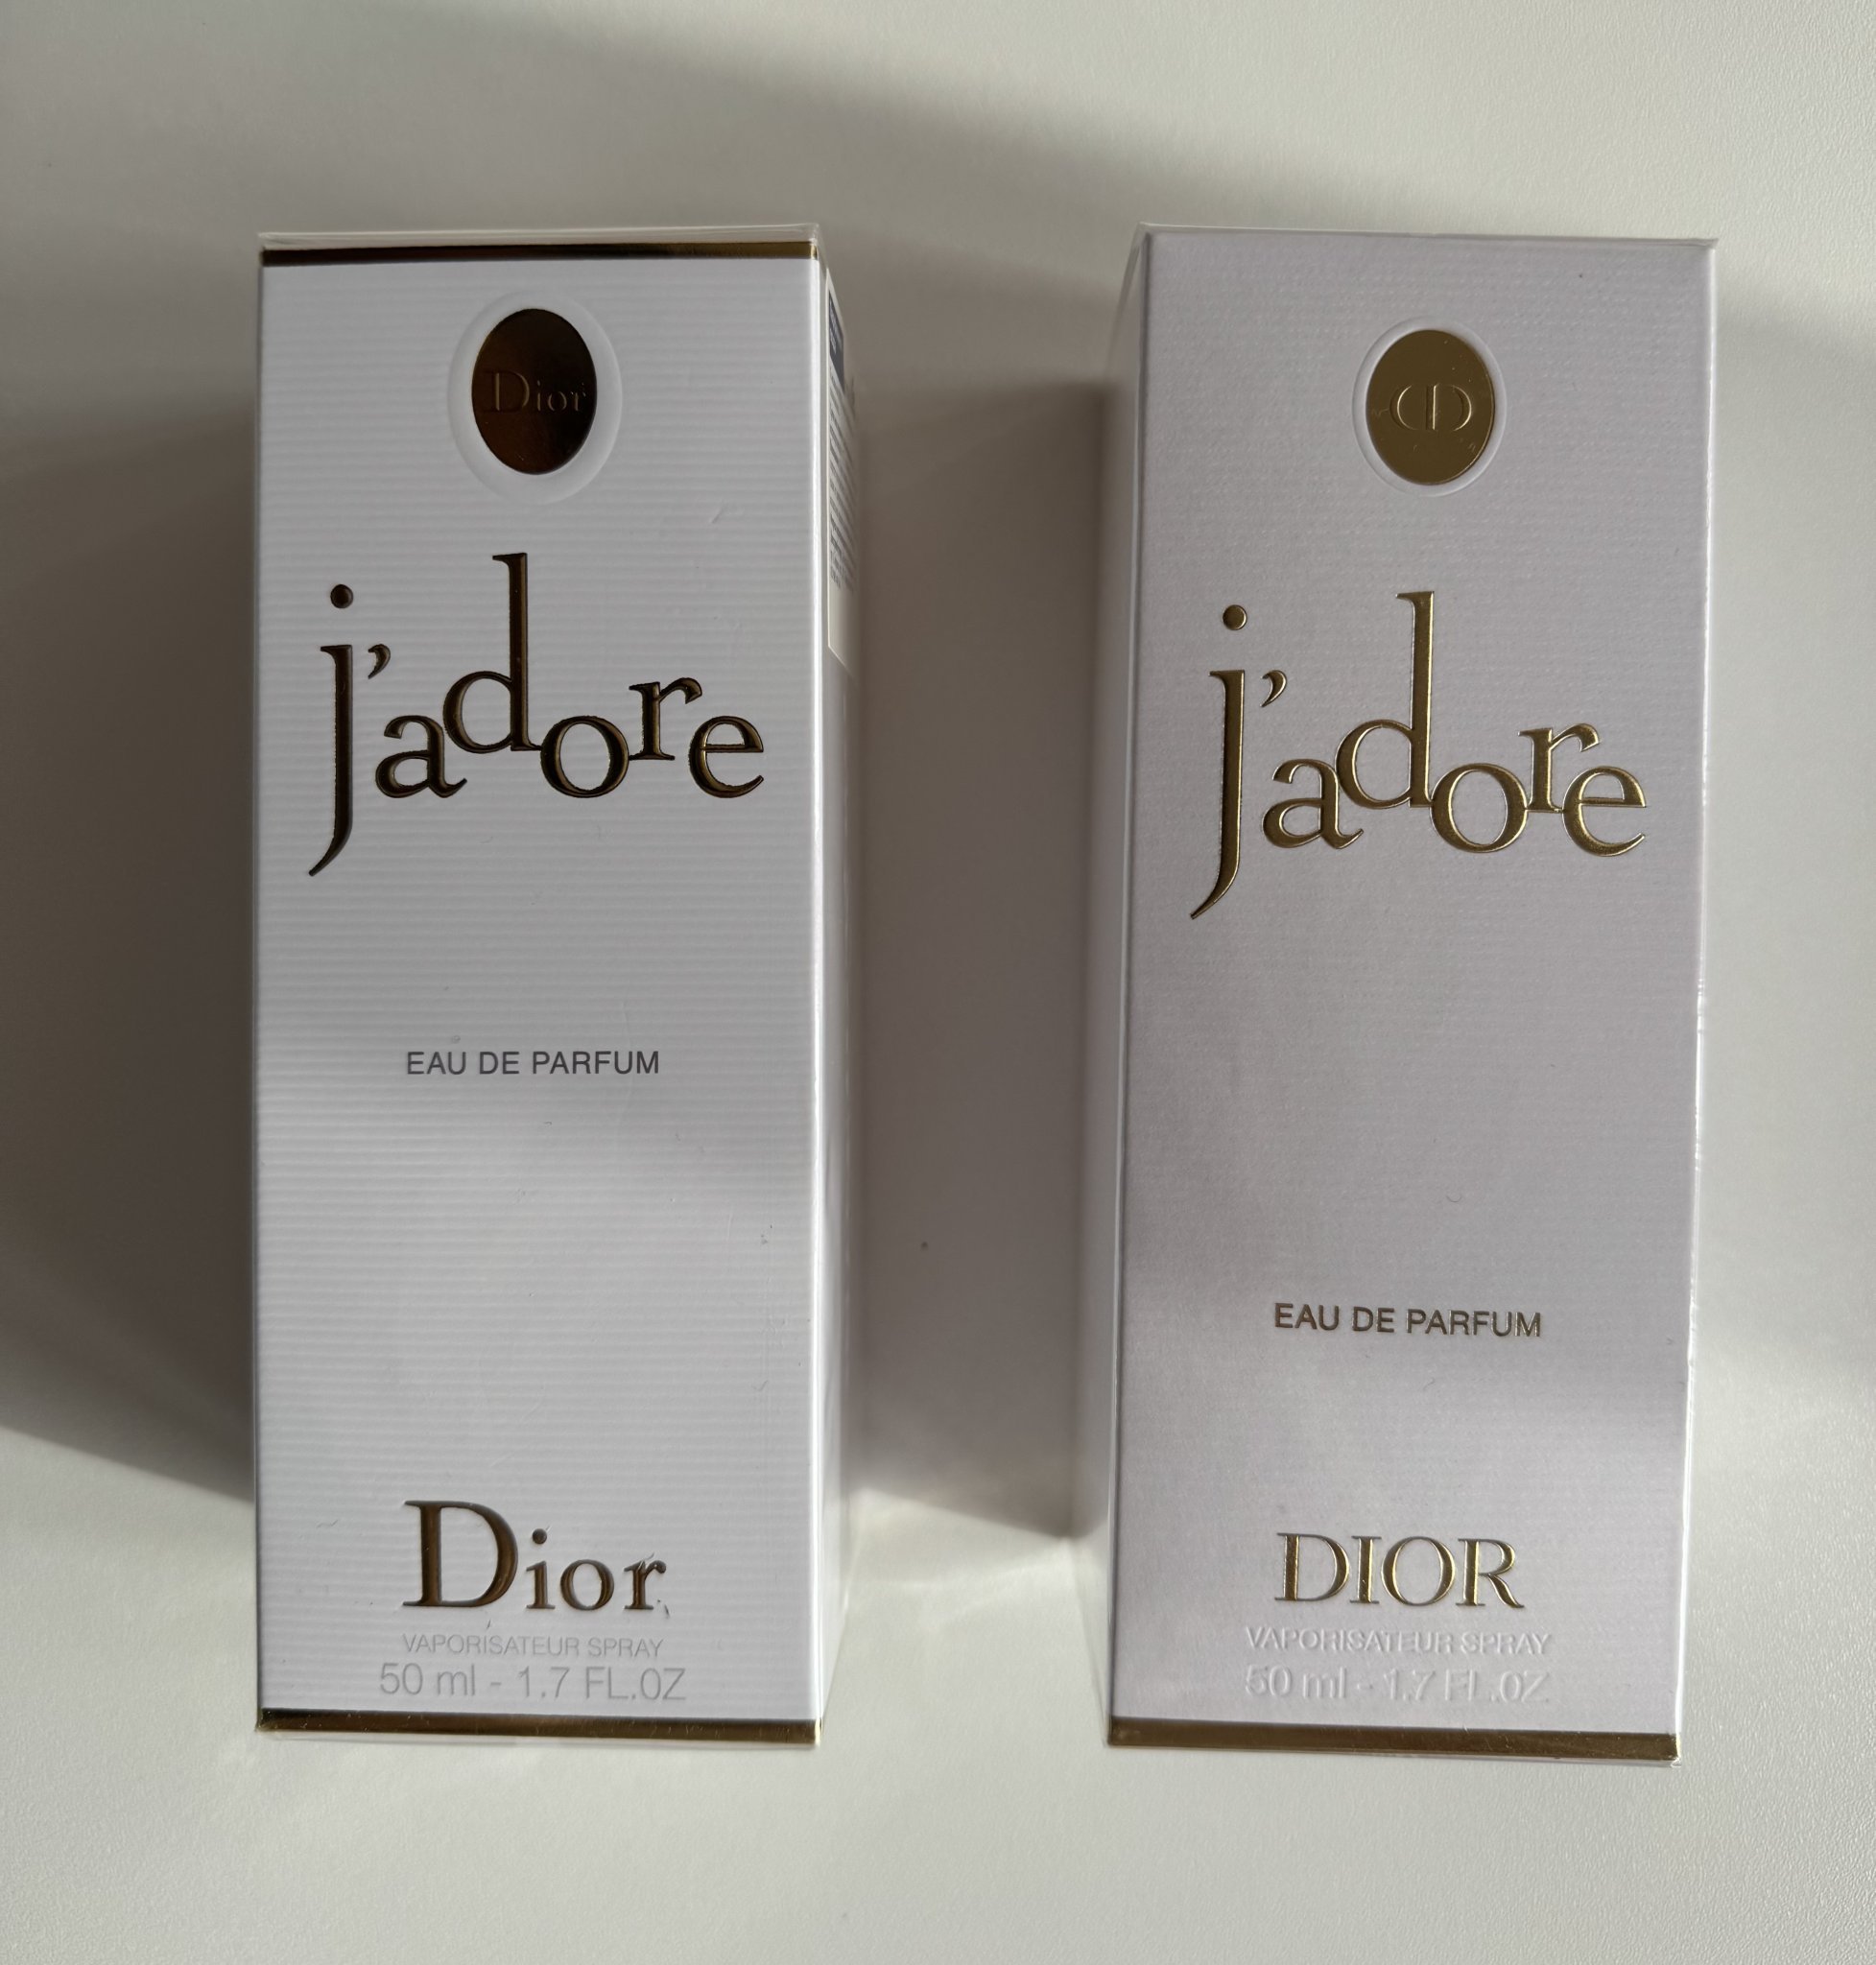 Dior
j'adore
EAU DE PARFUM
Dior
VAPORISATEUR SPRAY
50 ml - 1.7 FL.OZ
CD
j'adore
EAU DE PARFUM
DIOR
VAPORISATEUR SPRAY
50 ml - 1.7 FL.OZ